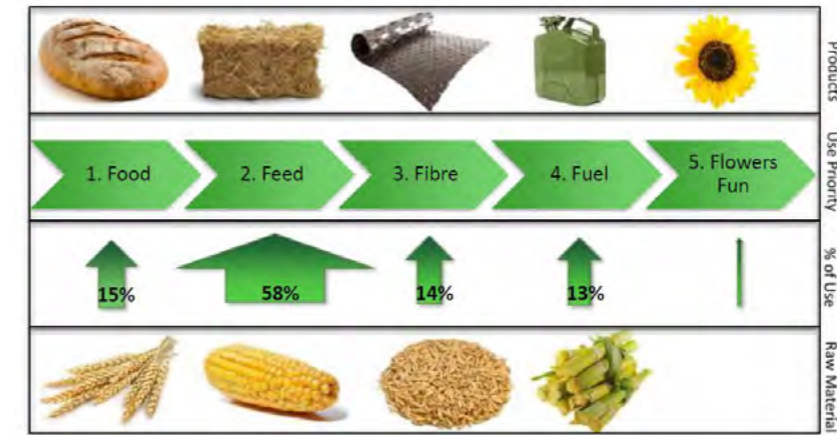 Products
1. Food
2. Feed
3. Fibre
4. Fuel
5. Flowers
Fun
Use Priority
15%
58%
14%
13%
% of Use
Raw Material